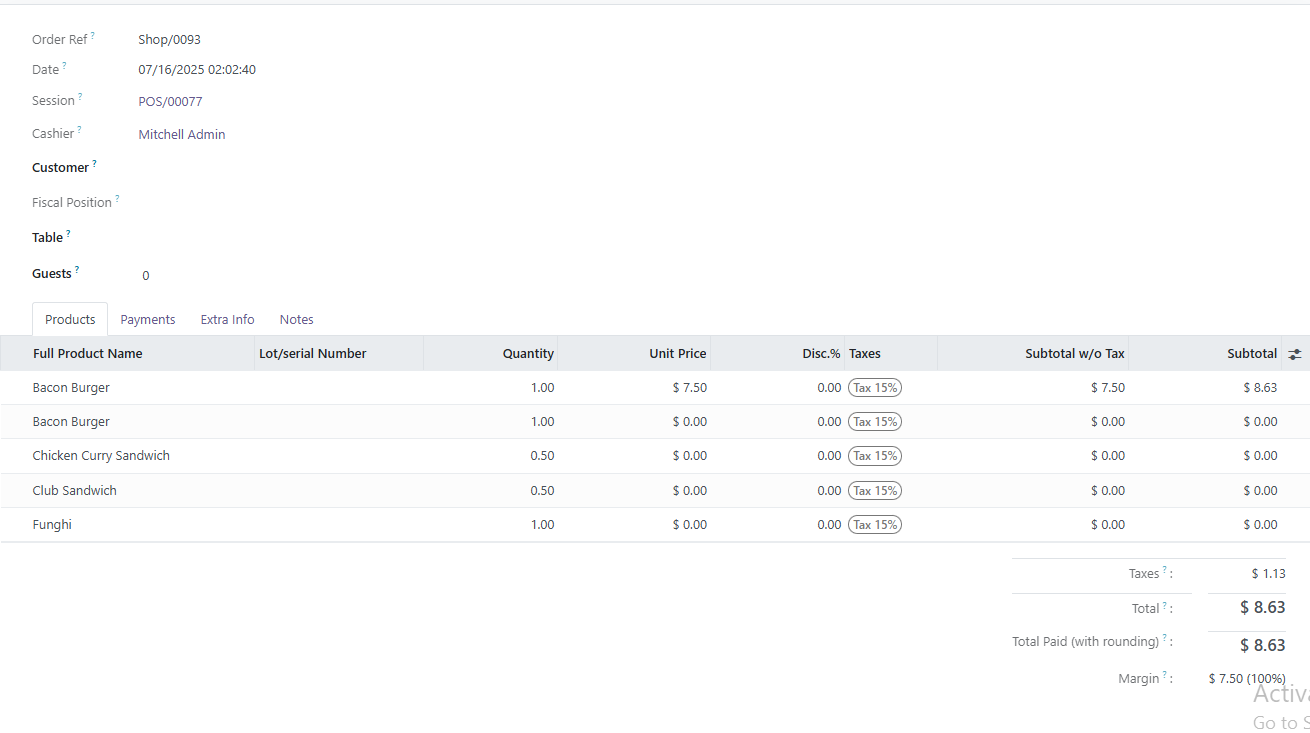 Order Ref ? Shop/0093
Date ? 07/16/2025 02:02:40
Session ? POS/00077
Cashier ? Mitchell Admin
Customer ?
Fiscal Position ?
Table ?
Guests ? 0
Products Payments Extra Info Notes
Full Product Name Lot/serial Number Quantity Unit Price Disc.% Taxes Subtotal w/o Tax Subtotal
Bacon Burger 1.00 $ 7.50 0.00 Tax 15% $ 7.50 $ 8.63
Bacon Burger 1.00 $ 0.00 0.00 Tax 15% $ 0.00 $ 0.00
Chicken Curry Sandwich 0.50 $ 0.00 0.00 Tax 15% $ 0.00 $ 0.00
Club Sandwich 0.50 $ 0.00 0.00 Tax 15% $ 0.00 $ 0.00
Funghi 1.00 $ 0.00 0.00 Tax 15% $ 0.00 $ 0.00
Taxes ? : $ 1.13
Total ? : $ 8.63
Total Paid (with rounding) ? : $ 8.63
Margin ? : $ 7.50 (100%)
Activa
Go to S